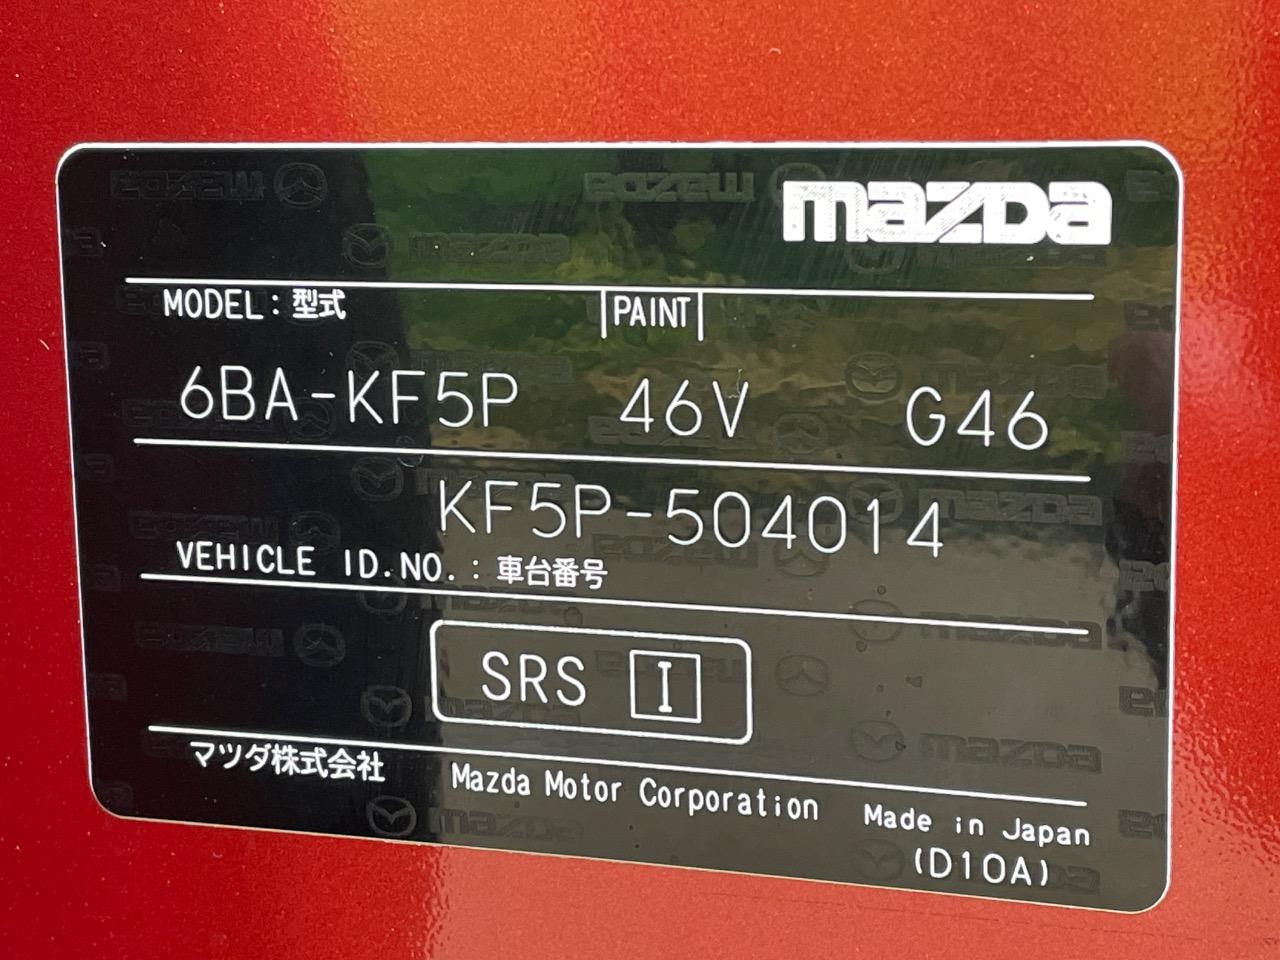 mazda
MODEL:型式 PAINT
6BA-KF5P 46V G46
KF5P-504014
VEHICLE ID.NO.:車台番号
SRS I
マツダ株式会社 Mazda Motor Corporation Made in Japan
(D10A)